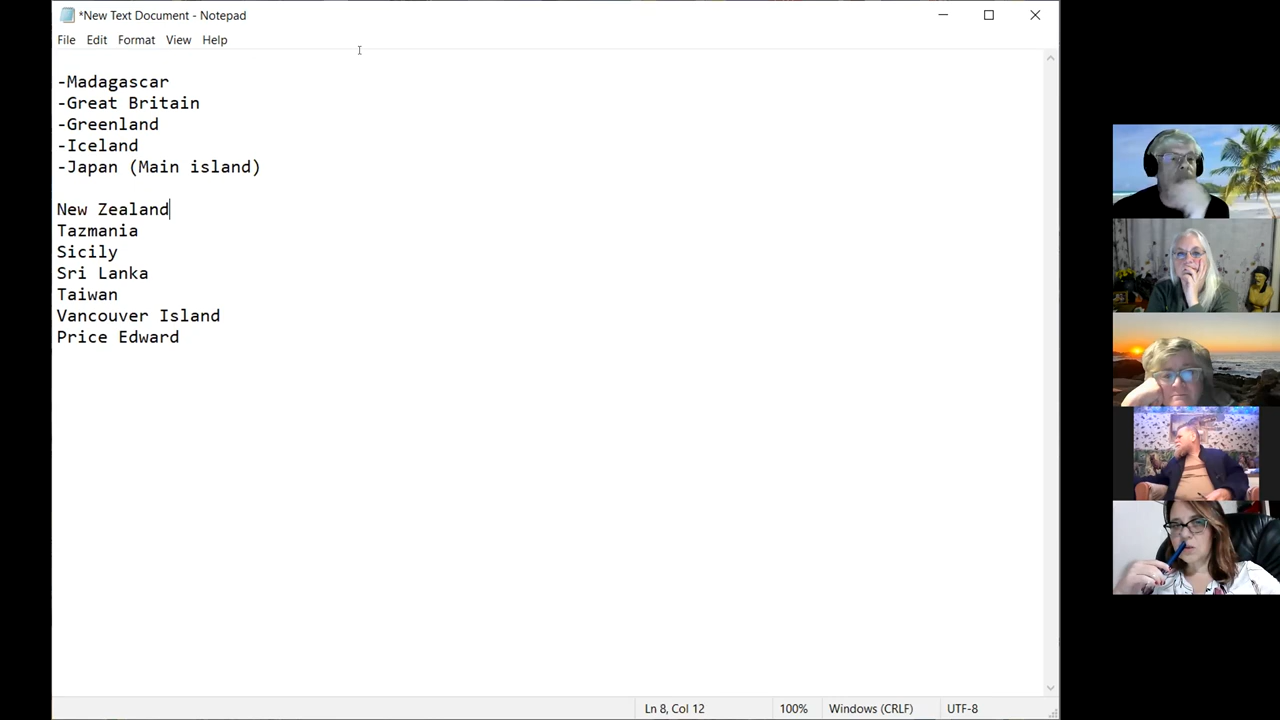 *New Text Document - Notepad
File Edit Format View Help
-Madagascar
-Great Britain
-Greenland
-Iceland
-Japan (Main island)
New Zealand
Tazmania
Sicily
Sri Lanka
Taiwan
Vancouver Island
Price Edward
Ln 8, Col 12 100% Windows (CRLF) UTF-8